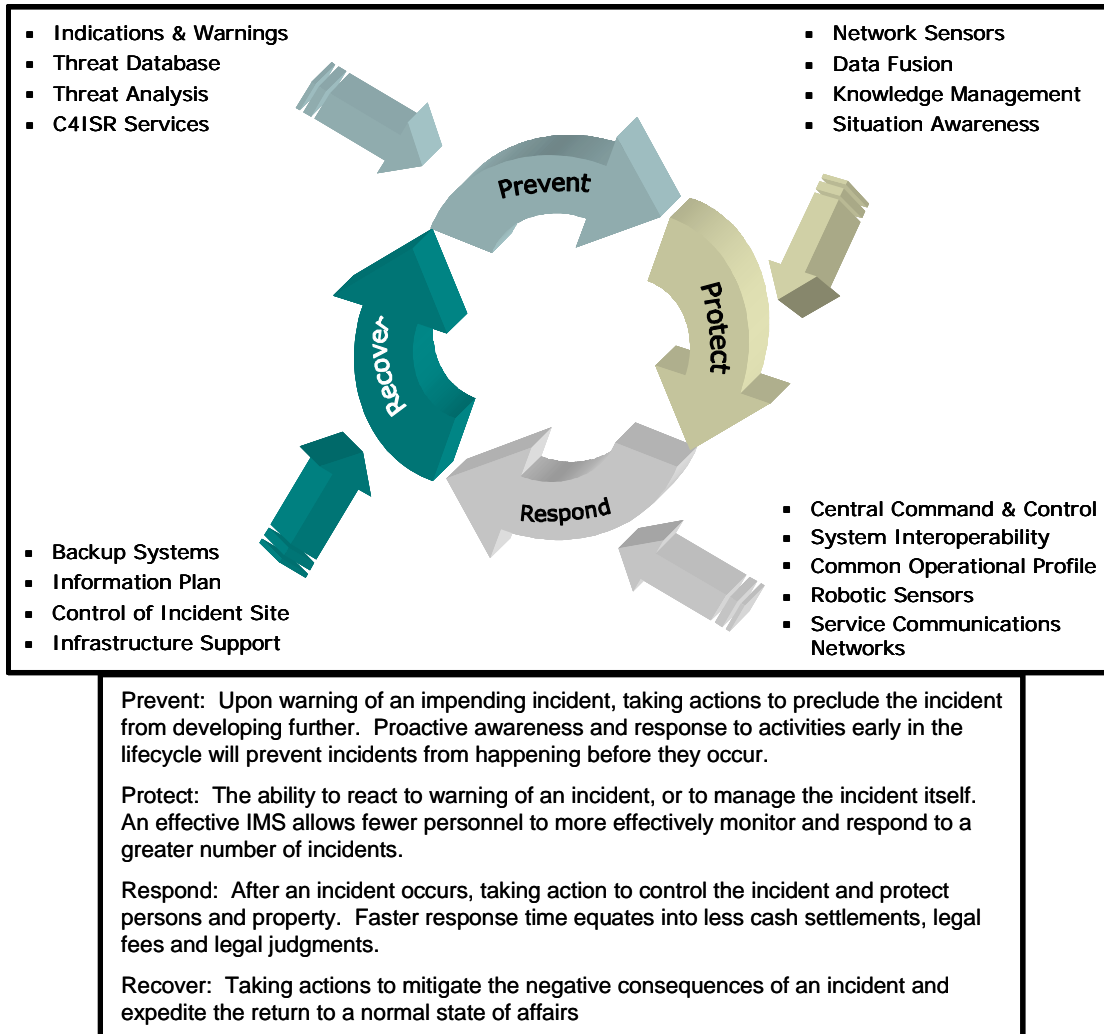 ▪ Indications & Warnings
▪ Threat Database
▪ Threat Analysis
▪ C4ISR Services
▪ Network Sensors
▪ Data Fusion
▪ Knowledge Management
▪ Situation Awareness
Prevent
Protect
Respond
Recover
▪ Backup Systems
▪ Information Plan
▪ Control of Incident Site
▪ Infrastructure Support
▪ Central Command & Control
▪ System Interoperability
▪ Common Operational Profile
▪ Robotic Sensors
▪ Service Communications
Networks
Prevent: Upon warning of an impending incident, taking actions to preclude the incident
from developing further. Proactive awareness and response to activities early in the
lifecycle will prevent incidents from happening before they occur.
Protect: The ability to react to warning of an incident, or to manage the incident itself.
An effective IMS allows fewer personnel to more effectively monitor and respond to a
greater number of incidents.
Respond: After an incident occurs, taking action to control the incident and protect
persons and property. Faster response time equates into less cash settlements, legal
fees and legal judgments.
Recover: Taking actions to mitigate the negative consequences of an incident and
expedite the return to a normal state of affairs